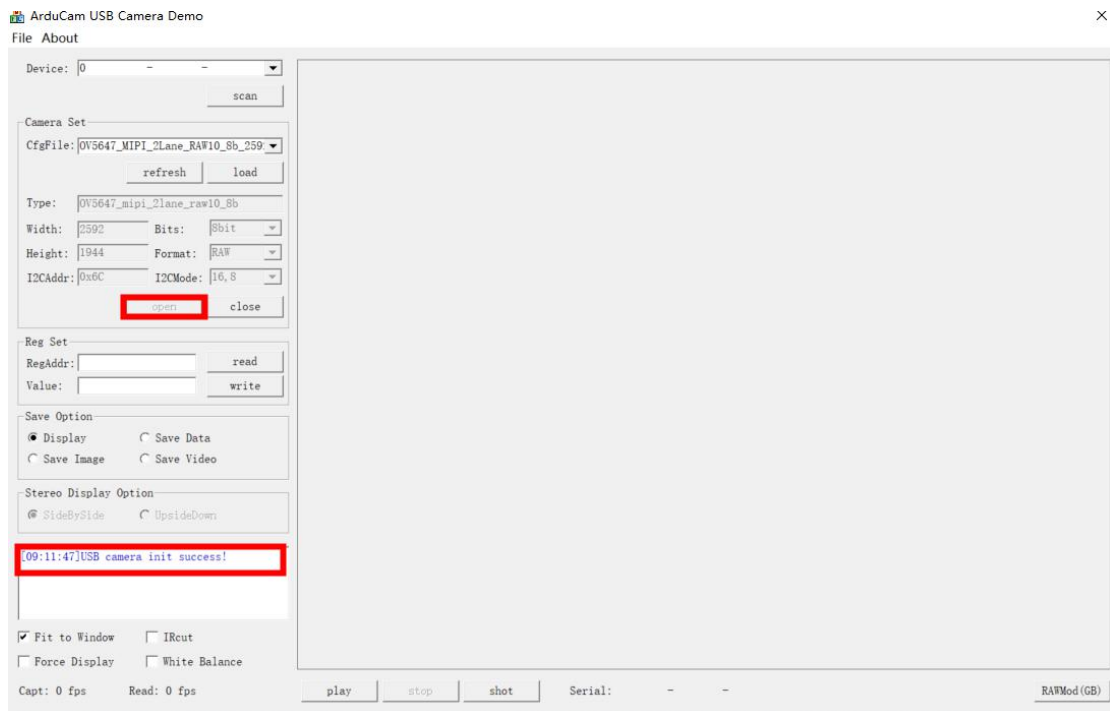 ArduCam USB Camera Demo
File About
Device: 0 - -
scan
Camera Set
CfgFile: OV5647_MIPI_2Lane_RAW10_8b_259
refresh load
Type: OV5647_mipi_2lane_raw10_8b
Width: 2592 Bits: 8bit
Height: 1944 Format: RAW
I2CAddr: 0x6C I2CMode: 16,8
open close
Reg Set
RegAddr: read
Value: write
Save Option
Display Save Data
Save Image Save Video
Stereo Display Option
SideBySide UpsideDown
[09:11:47]USB camera init success!
Fit to Window IRcut
Force Display White Balance
Capt: 0 fps Read: 0 fps play stop shot Serial: - - RAWMod(GB)